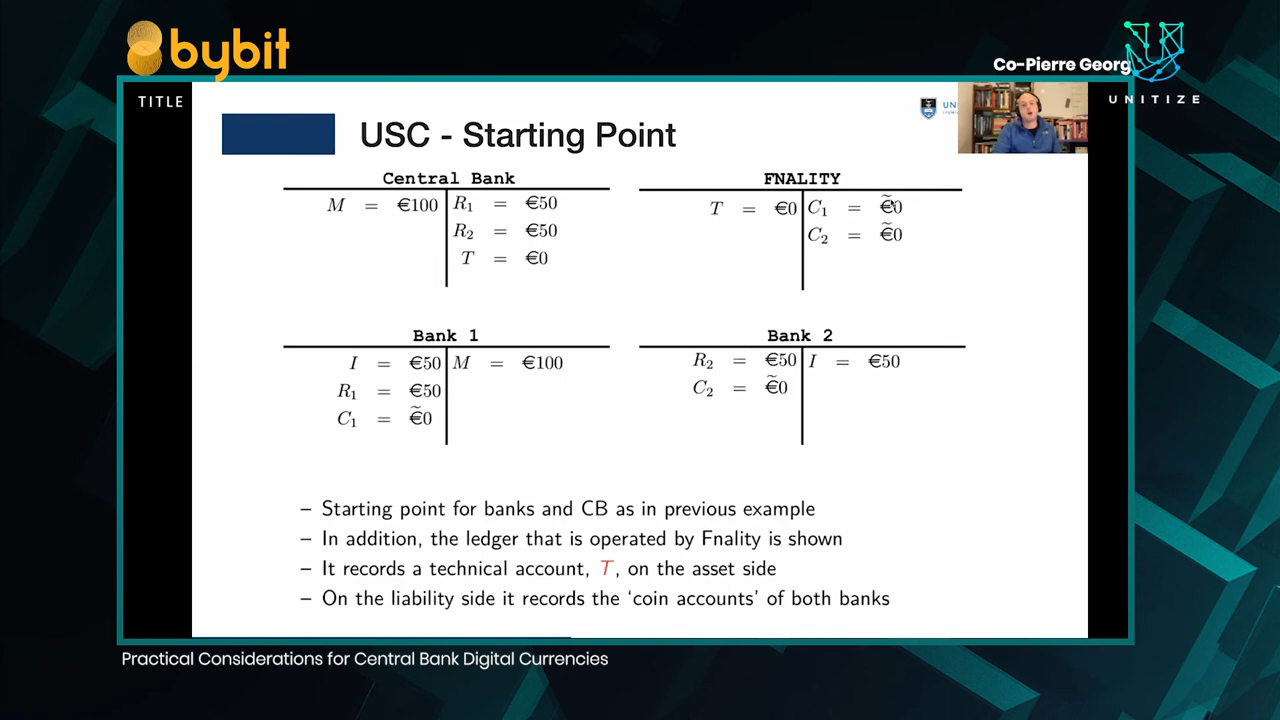 bybit
Co-Pierre Georg
UNITIZE
TITLE
USC - Starting Point
UNI
Central Bank
M = €100
R₁ = €50
R₂ = €50
T = €0
FNALITY
T = €0
C₁ = €̃0
C₂ = €̃0
Bank 1
I = €50
R₁ = €50
C₁ = €̃0
M = €100
Bank 2
R₂ = €50
C₂ = €̃0
I = €50
– Starting point for banks and CB as in previous example
– In addition, the ledger that is operated by Fnality is shown
– It records a technical account, T, on the asset side
– On the liability side it records the ‘coin accounts’ of both banks
Practical Considerations for Central Bank Digital Currencies